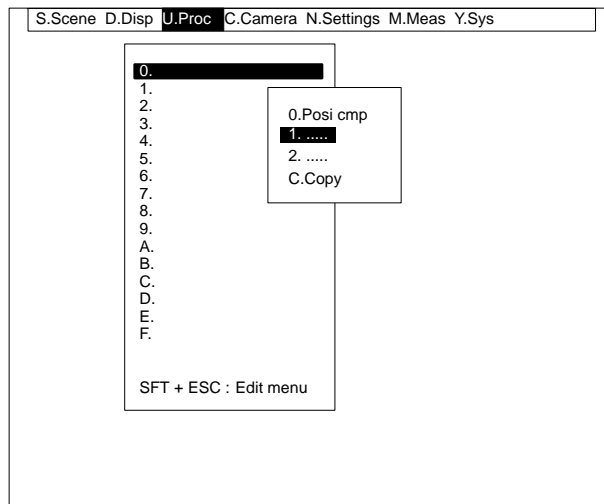 S.Scene D.Disp U.Proc C.Camera N.Settings M.Meas Y.Sys
0.
1.
2.
3.
4.
5.
6.
7.
8.
9.
A.
B.
C.
D.
E.
F.
SFT + ESC : Edit menu
0.Posi cmp
1. .....
2. .....
C.Copy